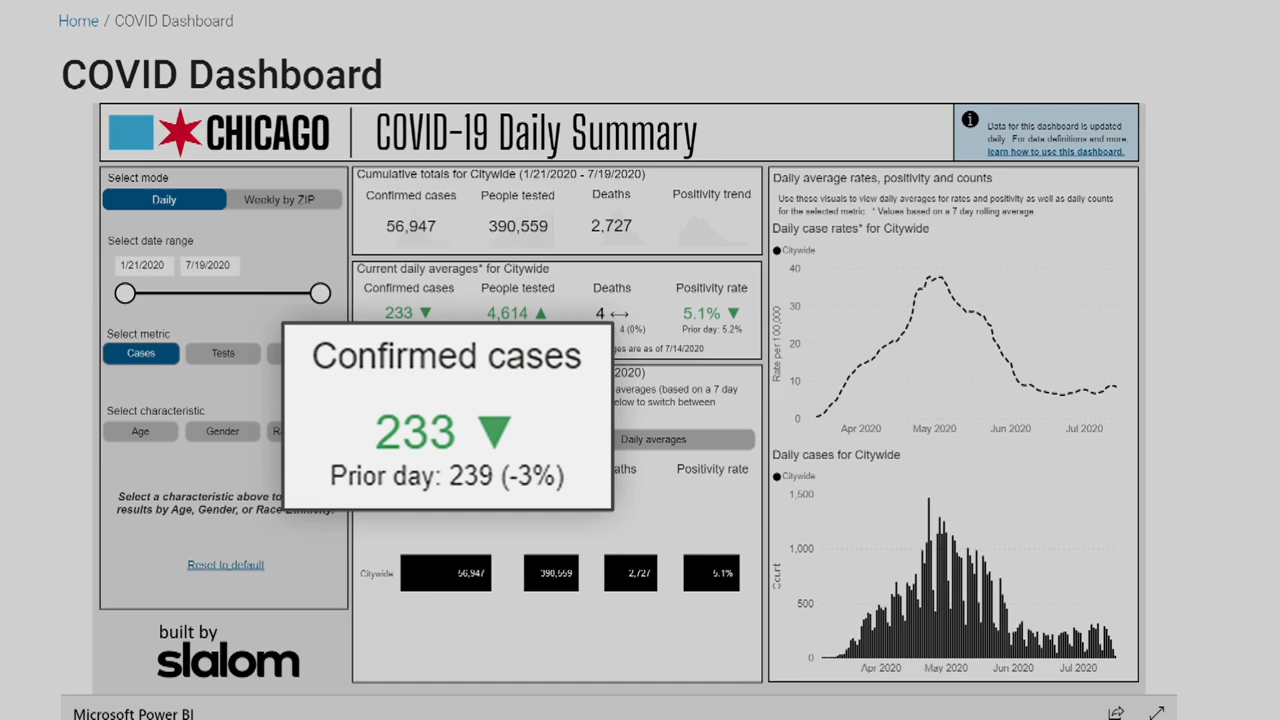 Home / COVID Dashboard
COVID Dashboard
CHICAGO
COVID-19 Daily Summary
Data for this dashboard is updated
daily. For data definitions and more,
learn how to use this dashboard.
Select mode
Daily
Weekly by ZIP
Select date range
1/21/2020
7/19/2020
Select metric
Cases
Tests
Select characteristic
Age
Gender
Select a characteristic above to
results by Age, Gender, or Race-Ethnicity.
Reset to default
built by
slalom
Cumulative totals for Citywide (1/21/2020 - 7/19/2020)
Confirmed cases
People tested
Deaths
Positivity trend
56,947
390,559
2,727
Current daily averages* for Citywide
Confirmed cases
People tested
Deaths
Positivity rate
233 ▼
4,614 ▲
4 ↔
5.1% ▼
4 (0%)
Prior day: 5.2%
are as of 7/14/2020
Confirmed cases
233 ▼
Prior day: 239 (-3%)
2020)
averages (based on a 7 day
below to switch between
Daily averages
Positivity rate
Citywide
56,947
390,559
2,727
5.1%
Daily average rates, positivity and counts
Use these visuals to view daily averages for rates and positivity as well as daily counts
for the selected metric. * Values based on a 7 day rolling average
Daily case rates* for Citywide
Citywide
Rate per 100,000
40
30
20
10
0
Apr 2020
May 2020
Jun 2020
Jul 2020
Daily cases for Citywide
Citywide
Count
1,500
1,000
500
0
Apr 2020
May 2020
Jun 2020
Jul 2020
Microsoft Power BI